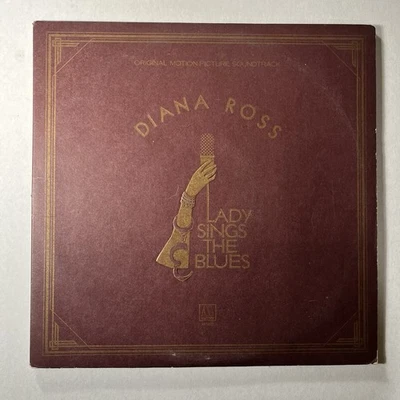 ORIGINAL MOTION PICTURE SOUNDTRACK
DIANA ROSS
LADY
SINGS
THE
BLUES